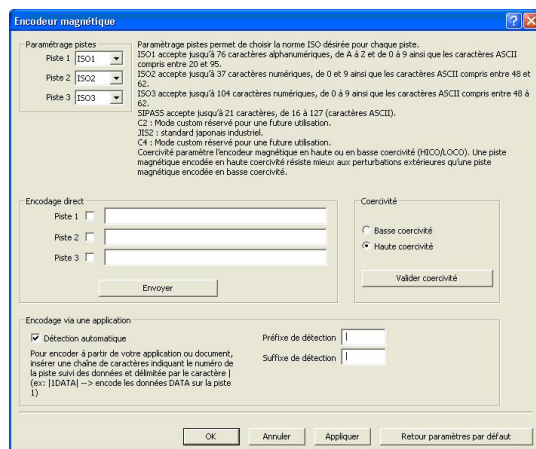 Encodeur magnétique
Paramétrage pistes
Piste 1 ISO1
Piste 2 ISO2
Piste 3 ISO3
Paramètrage pistes permet de choisir la norme ISO désirée pour chaque piste.
ISO1 accepte jusqu'à 76 caractères alphanumériques, de A à Z et de 0 à 9 ainsi que les caractères ASCII
compris entre 20 et 95.
ISO2 accepte jusqu'à 37 caractères numériques, de 0 et 9 ainsi que les caractères ASCII compris entre 48 et
62.
ISO3 accepte jusqu'à 104 caractères numériques, de 0 à 9 ainsi que les caractères ASCII compris entre 48 à
62.
SIPASS accepte jusqu'à 21 caractères, de 16 à 127 (caractères ASCII).
C2 : Mode custom réservé pour une future utilisation.
JIS2 : standard japonais industriel.
C4 : Mode custom réservé pour une future utilisation.
Coercivité paramètre l'encodeur magnétique en haute ou en basse coercivité (HICO/LOCO). Une piste
magnétique encodée en haute coercivité résiste mieux aux perturbations extérieures qu'une piste
magnétique encodée en basse coercivité.
Encodage direct
Piste 1
Piste 2
Piste 3
Envoyer
Coercivité
Basse coercivité
Haute coercivité
Valider coercivité
Encodage via une application
Détection automatique
Pour encoder à partir de votre application ou document,
insérer une chaîne de caractères indiquant le numéro de
la piste suivi des données et délimitée par le caractère |
(ex: |1DATA| --> encode les données DATA sur la piste
1)
Préfixe de détection |
Suffixe de détection |
OK
Annuler
Appliquer
Retour paramètres par défaut